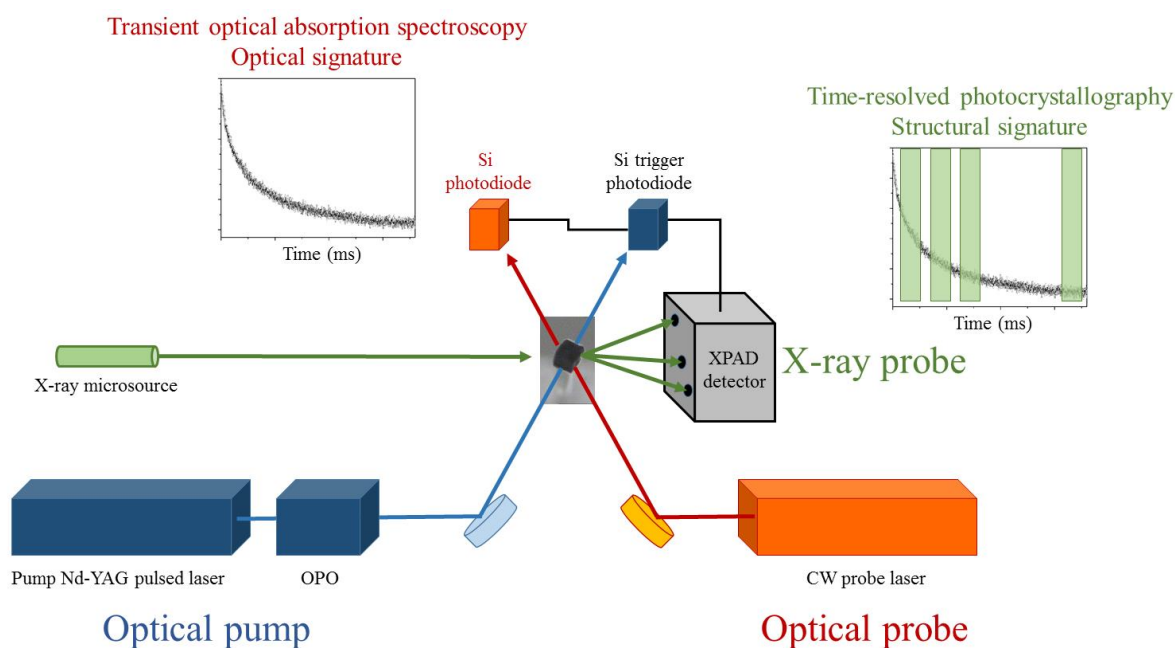 Transient optical absorption spectroscopy
Optical signature
Time (ms)
Time-resolved photocrystallography
Structural signature
Time (ms)
Si
photodiode
Si trigger
photodiode
X-ray microsource
XPAD
detector
X-ray probe
Pump Nd-YAG pulsed laser
OPO
CW probe laser
Optical pump
Optical probe